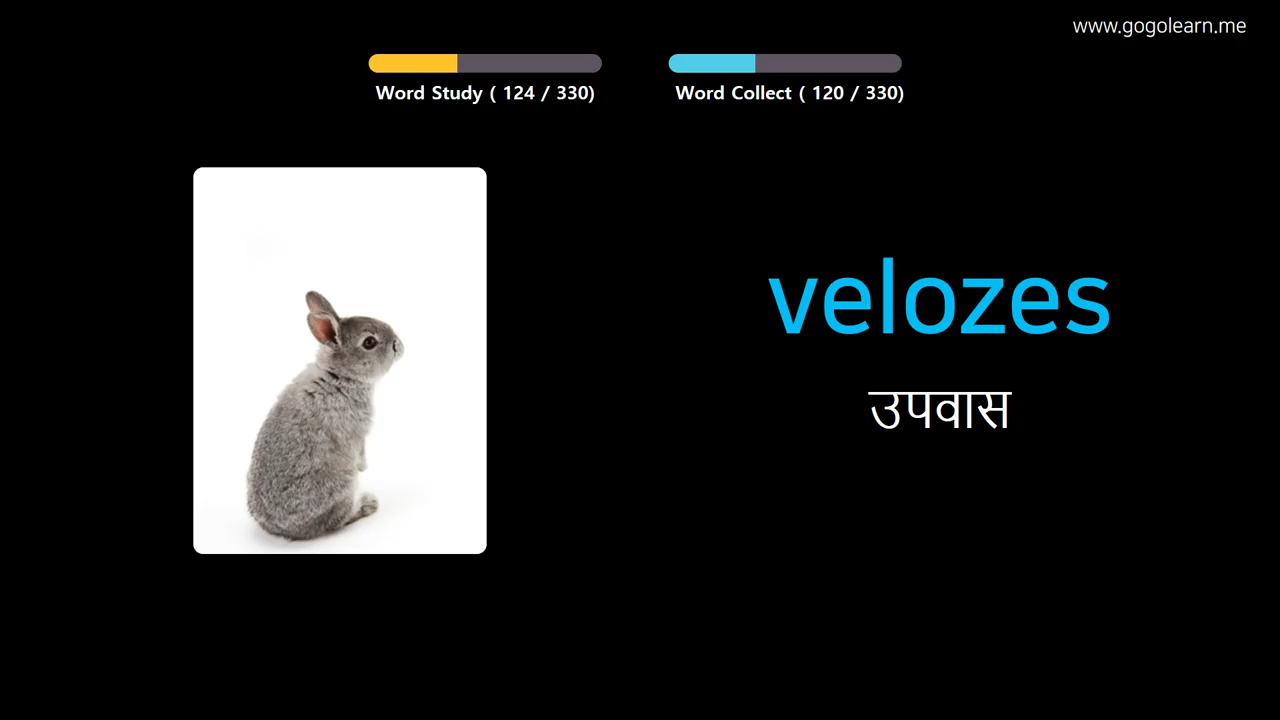 www.gogolearn.me
Word Study ( 124 / 330)
Word Collect ( 120 / 330)
velozes
उपवास